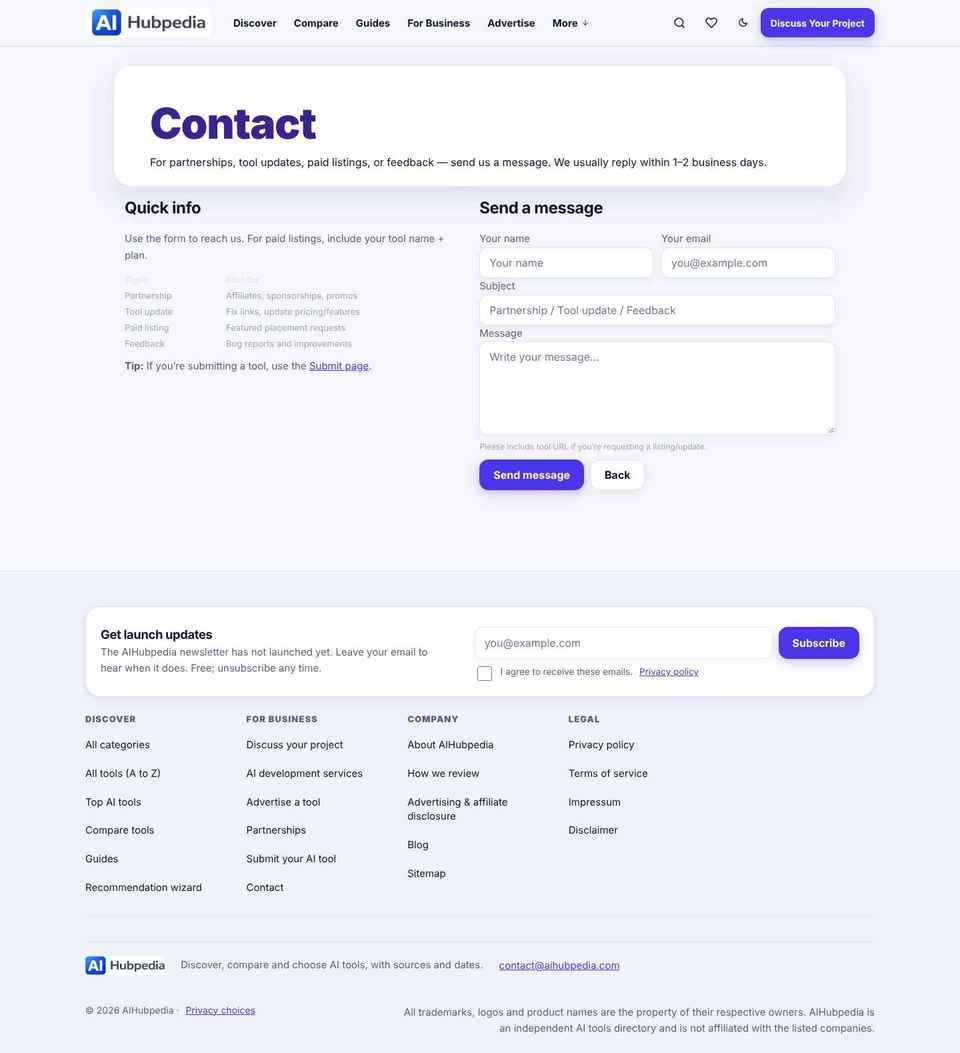 AI Hubpedia
Discover Compare Guides For Business Advertise More
Discuss Your Project
Contact
For partnerships, tool updates, paid listings, or feedback — send us a message. We usually reply within 1–2 business days.
Quick info
Use the form to reach us. For paid listings, include your tool name +
plan.
Partnership Affiliates, sponsorships, promos
Tool update Fix links, update pricing/features
Paid listing Featured placement requests
Feedback Bug reports and improvements
Tip: If you're submitting a tool, use the Submit page.
Send a message
Your name Your email
Your name you@example.com
Subject
Partnership / Tool update / Feedback
Message
Write your message...
Please include tool URL if you're requesting a listing/update.
Send message Back
Get launch updates
The AIHubpedia newsletter has not launched yet. Leave your email to
hear when it does. Free; unsubscribe any time.
you@example.com Subscribe
I agree to receive these emails. Privacy policy
DISCOVER
All categories
All tools (A to Z)
Top AI tools
Compare tools
Guides
Recommendation wizard
FOR BUSINESS
Discuss your project
AI development services
Advertise a tool
Partnerships
Submit your AI tool
Contact
COMPANY
About AIHubpedia
How we review
Advertising & affiliate
disclosure
Blog
Sitemap
LEGAL
Privacy policy
Terms of service
Impressum
Disclaimer
AI Hubpedia Discover, compare and choose AI tools, with sources and dates. contact@aihubpedia.com
© 2026 AIHubpedia · Privacy choices
All trademarks, logos and product names are the property of their respective owners. AIHubpedia is
an independent AI tools directory and is not affiliated with the listed companies.